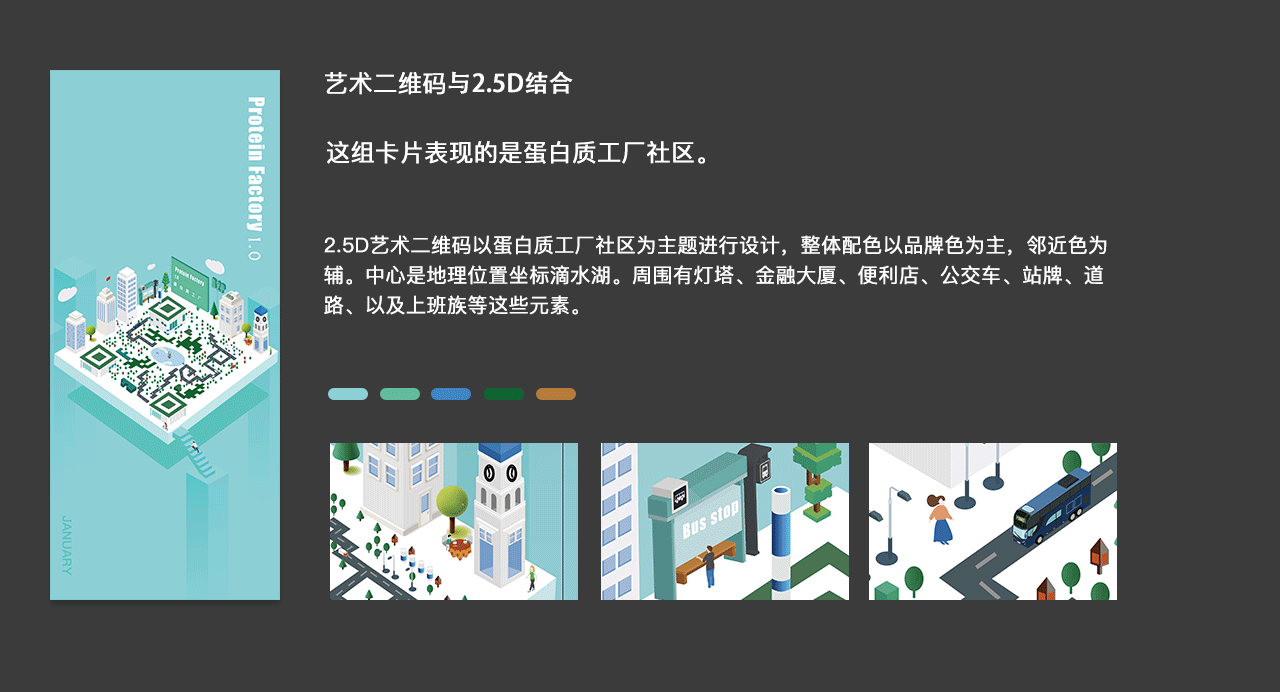 艺术二维码与2.5D结合
这组卡片表现的是蛋白质工厂社区。
2.5D艺术二维码以蛋白质工厂社区为主题进行设计，整体配色以品牌色为主，邻近色为
辅。中心是地理位置坐标滴水湖。周围有灯塔、金融大厦、便利店、公交车、站牌、道
路、以及上班族等这些元素。
Protein Factory 1.0
Protein Factory
JANUARY
Bus Stop